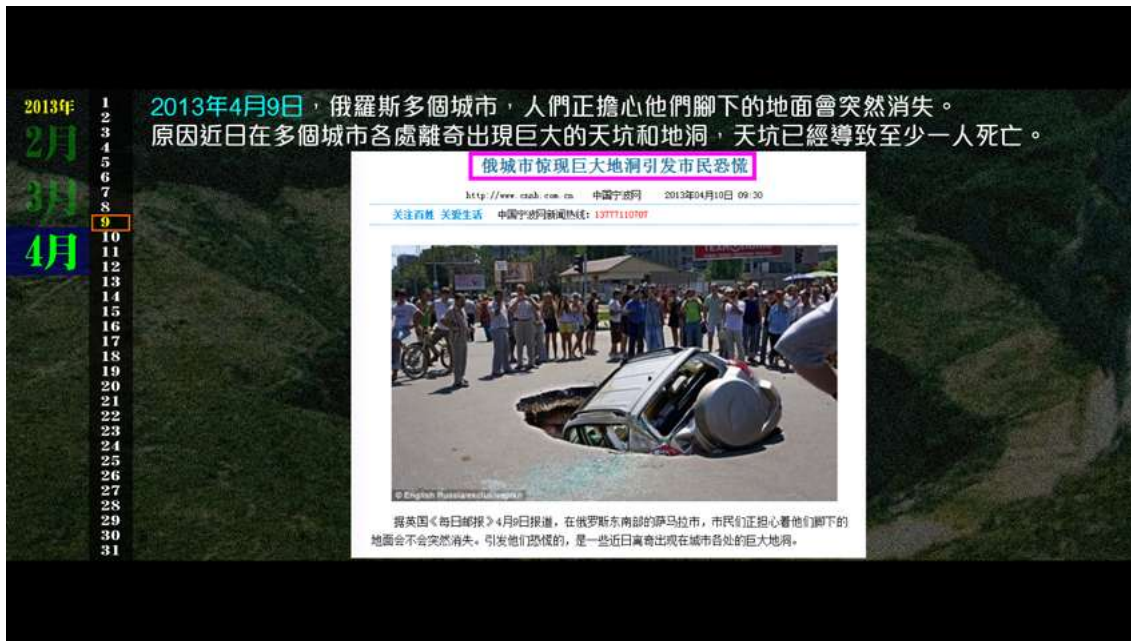 2013年
2月
3月
4月
1
2
3
4
5
6
7
8
9
10
11
12
13
14
15
16
17
18
19
20
21
22
23
24
25
26
27
28
29
30
31
2013年4月9日，俄羅斯多個城市，人們正擔心他們腳下的地面會突然消失。
原因近日在多個城市各處離奇出現巨大的天坑和地洞，天坑已經導致至少一人死亡。
俄城市惊现巨大地洞引发市民恐慌
http://www.cnnb.com.cn 中国宁波网 2013年04月10日 09:30
关注百姓 关爱生活 中国宁波网新闻热线：13777110707
© English Russia/exclusivepix
据英国《每日邮报》4月9日报道，在俄罗斯东南部的萨马拉市，市民们正担心着他们脚下的
地面会不会突然消失。引发他们恐慌的，是一些近日离奇出现在城市各处的巨大地洞。